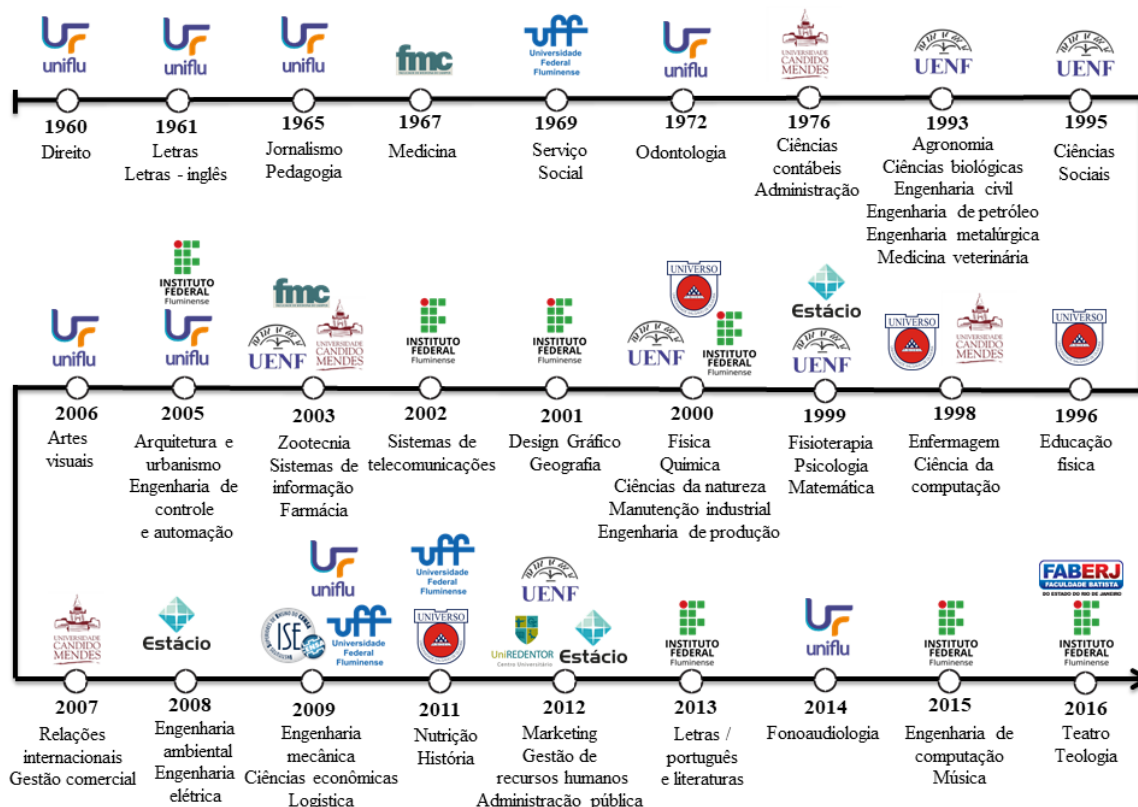 uniflu
uniflu
uniflu
fmc
uff
Universidade
Federal
Fluminense
uniflu
UNIVERSIDADE
CANDIDO
MENDES
UENF
UENF
1960
Direito
1961
Letras
Letras - inglês
1965
Jornalismo
Pedagogia
1967
Medicina
1969
Serviço
Social
1972
Odontologia
1976
Ciências
contábeis
Administração
1993
Agronomia
Ciências biológicas
Engenharia civil
Engenharia de petróleo
Engenharia metalúrgica
Medicina veterinária
1995
Ciências
Sociais
uniflu
INSTITUTO
FEDERAL
Fluminense
uniflu
fmc
UENF
UNIVERSIDADE
CANDIDO
MENDES
INSTITUTO
FEDERAL
Fluminense
INSTITUTO
FEDERAL
Fluminense
UNIVERSO
UENF
INSTITUTO
FEDERAL
Fluminense
Estácio
UENF
UNIVERSO
UNIVERSIDADE
CANDIDO
MENDES
UNIVERSO
2006
Artes
visuais
2005
Arquitetura e
urbanismo
Engenharia de
controle
e automação
2003
Zootecnia
Sistemas de
informação
Farmácia
2002
Sistemas de
telecomunicações
2001
Design Gráfico
Geografia
2000
Física
Quimica
Ciências da natureza
Manutenção industrial
Engenharia de produção
1999
Fisioterapia
Psicologia
Matemática
1998
Enfermagem
Ciência da
computação
1996
Educação
física
UNIVERSIDADE
CANDIDO
MENDES
Estácio
uniflu
ISE
uff
Universidade
Federal
Fluminense
uff
Universidade
Federal
Fluminense
UNIVERSO
UENF
UniREDENTOR
Centro Universitário
Estácio
INSTITUTO
FEDERAL
Fluminense
uniflu
INSTITUTO
FEDERAL
Fluminense
FABERJ
FACULDADE BATISTA
DO ESTADO DO RIO DE JANEIRO
INSTITUTO
FEDERAL
Fluminense
2007
Relações
internacionais
Gestão comercial
2008
Engenharia
ambiental
Engenharia
elétrica
2009
Engenharia
mecânica
Ciências econômicas
Logística
2011
Nutrição
História
2012
Marketing
Gestão de
recursos humanos
Administração pública
2013
Letras /
português
e literaturas
2014
Fonoaudiologia
2015
Engenharia de
computação
Música
2016
Teatro
Teologia